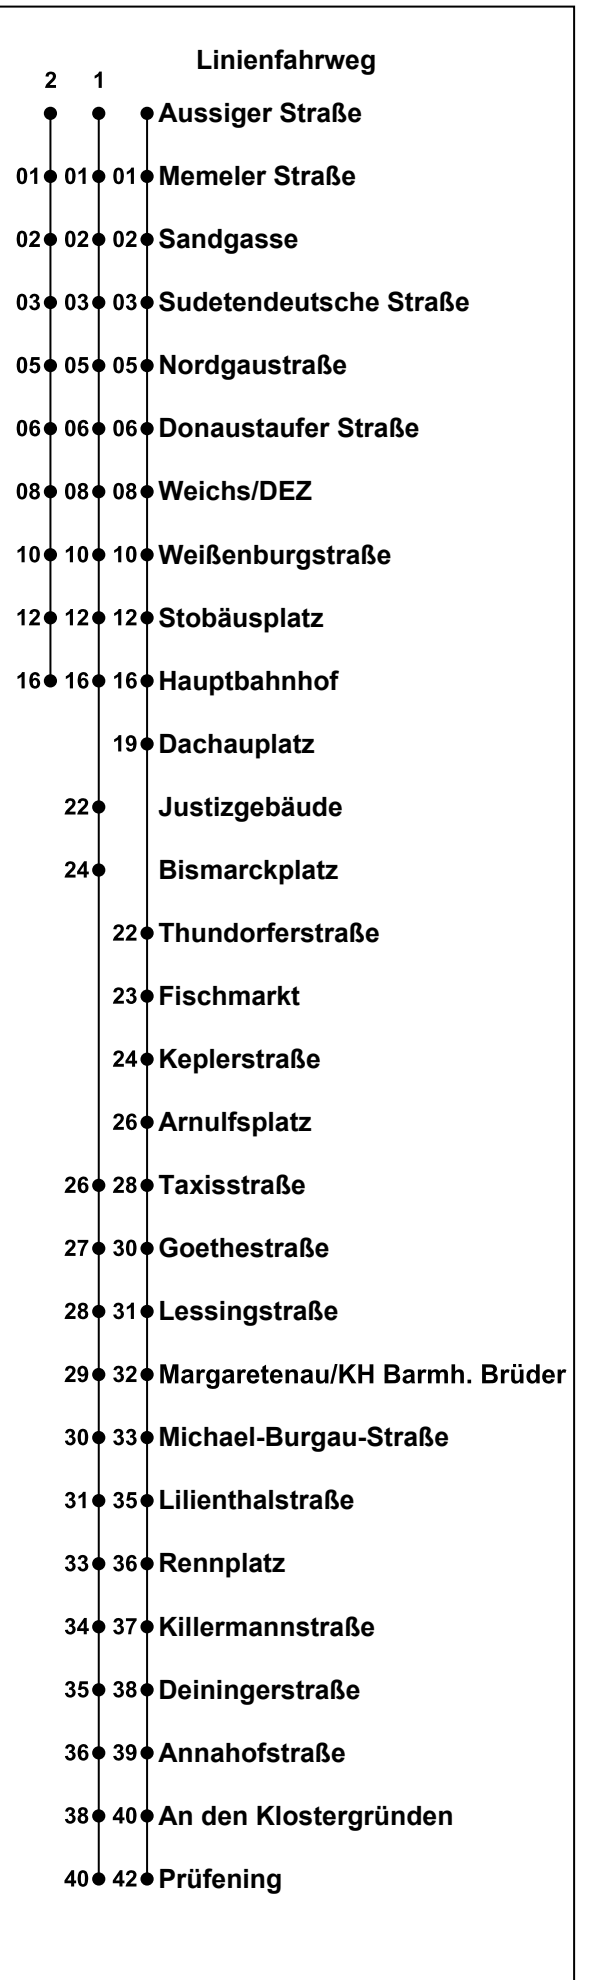 Linienfahrweg
2 1
Aussiger Straße
01 01 01 Memeler Straße
02 02 02 Sandgasse
03 03 03 Sudetendeutsche Straße
05 05 05 Nordgaustraße
06 06 06 Donaustaufer Straße
08 08 08 Weichs/DEZ
10 10 10 Weißenburgstraße
12 12 12 Stobäusplatz
16 16 16 Hauptbahnhof
19 Dachauplatz
22 Justizgebäude
24 Bismarckplatz
22 Thundorferstraße
23 Fischmarkt
24 Keplerstraße
26 Arnulfsplatz
26 28 Taxisstraße
27 30 Goethestraße
28 31 Lessingstraße
29 32 Margaretenau/KH Barmh. Brüder
30 33 Michael-Burgau-Straße
31 35 Lilienthalstraße
33 36 Rennplatz
34 37 Killermannstraße
35 38 Deiningerstraße
36 39 Annahofstraße
38 40 An den Klostergründen
40 42 Prüfening